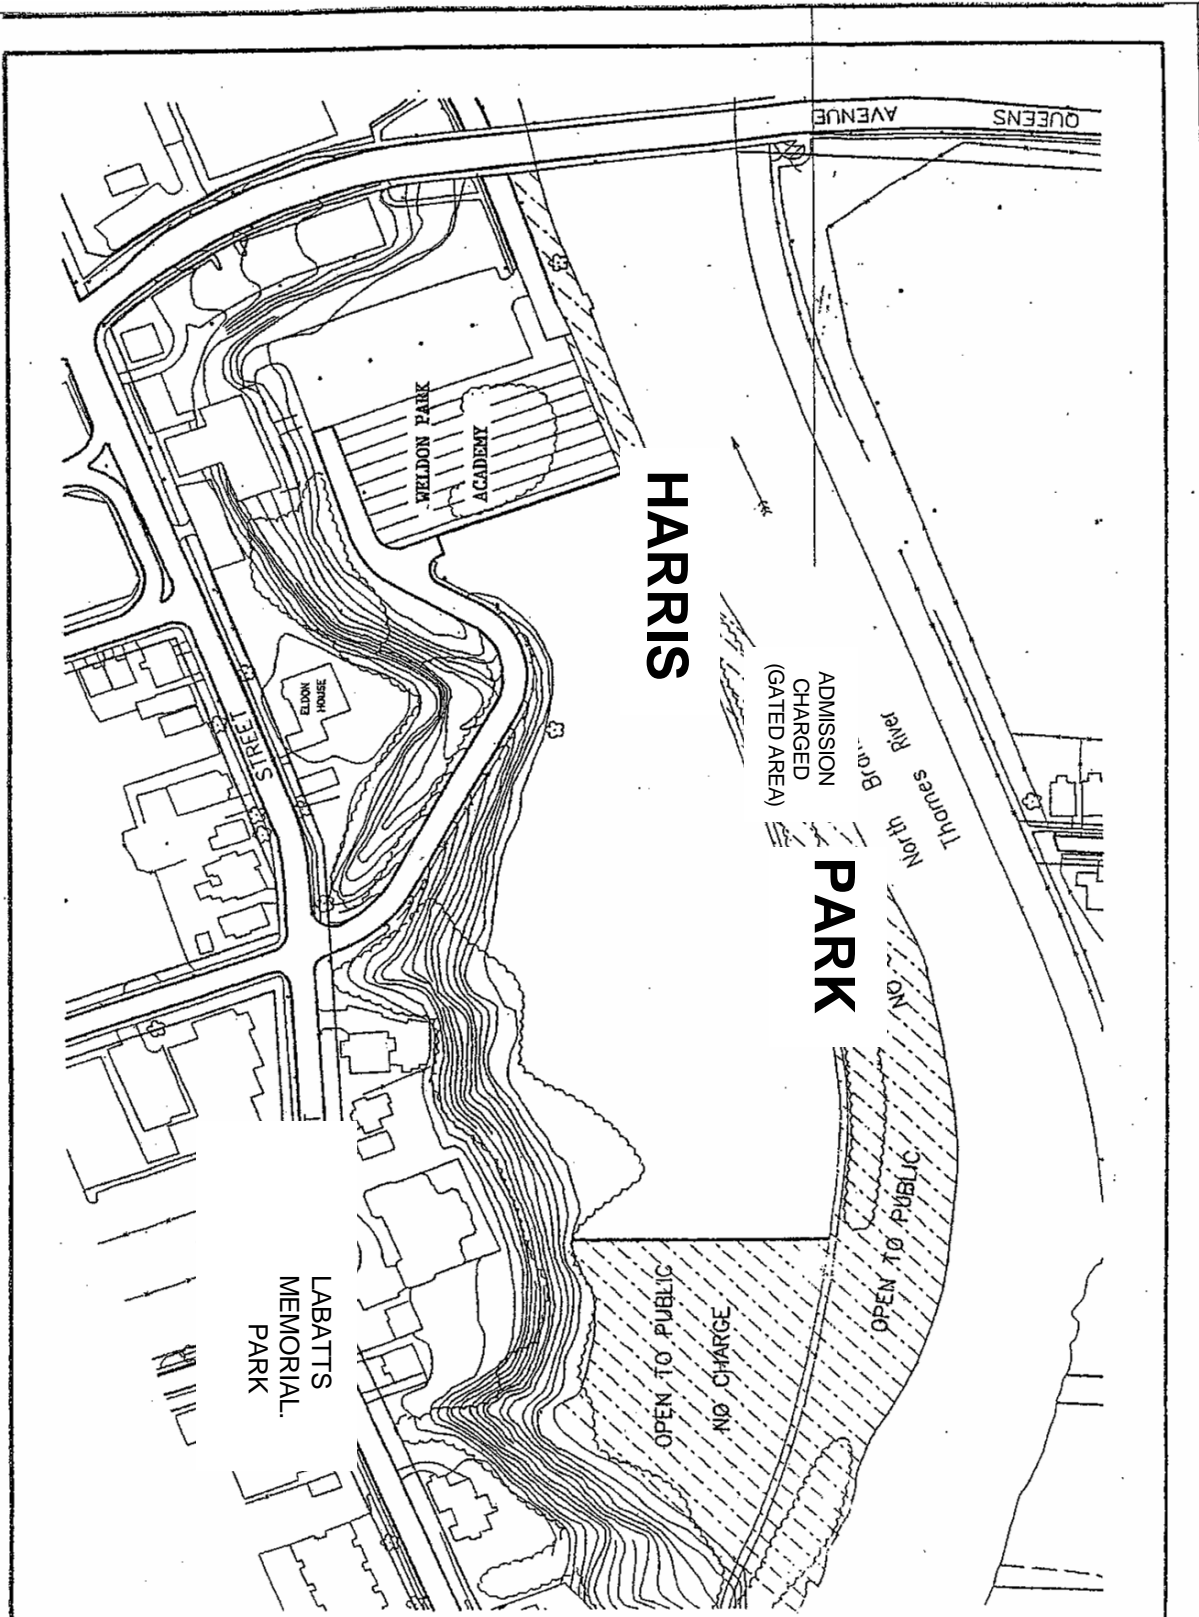 QUEENS
AVENUE
WELDON PARK
ACADEMY
HARRIS
PARK
ADMISSION
CHARGED
(GATED AREA)
North Bra
Thames River
ELDON
HOUSE
STREET
NO
OPEN TO PUBLIC
NO CHARGE
OPEN TO PUBLIC
LABATTS
MEMORIAL.
PARK